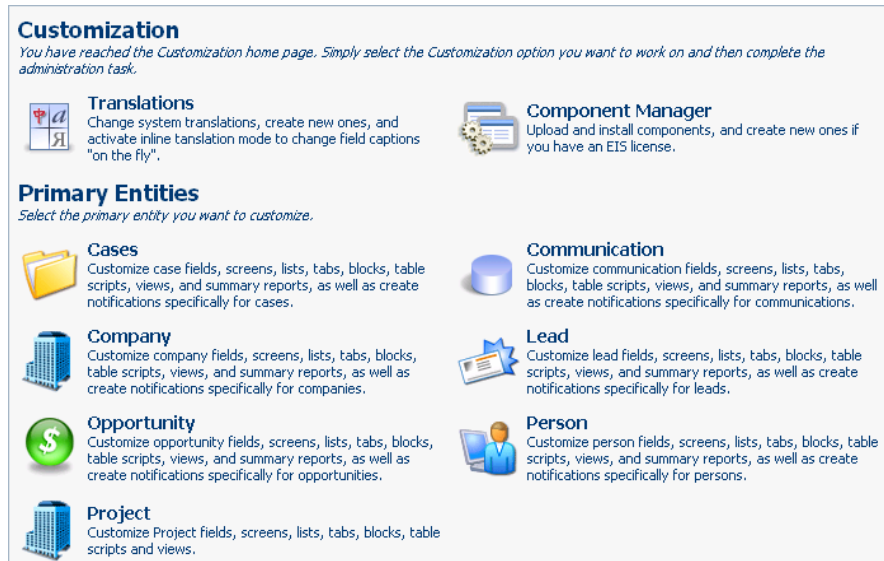 Customization
You have reached the Customization home page. Simply select the Customization option you want to work on and then complete the
administration task.
Translations
Change system translations, create new ones, and
activate inline tanslation mode to change field captions
"on the fly".
Component Manager
Upload and install components, and create new ones if
you have an EIS license.
Primary Entities
Select the primary entity you want to customize.
Cases
Customize case fields, screens, lists, tabs, blocks, table
scripts, views, and summary reports, as well as create
notifications specifically for cases.
Communication
Customize communication fields, screens, lists, tabs,
blocks, table scripts, views, and summary reports, as well
as create notifications specifically for communications.
Company
Customize company fields, screens, lists, tabs, blocks,
table scripts, views, and summary reports, as well as
create notifications specifically for companies.
Lead
Customize lead fields, screens, lists, tabs, blocks, table
scripts, views, and summary reports, as well as create
notifications specifically for leads.
Opportunity
Customize opportunity fields, screens, lists, tabs, blocks,
table scripts, views, and summary reports, as well as
create notifications specifically for opportunities.
Person
Customize person fields, screens, lists, tabs, blocks, table
scripts, views, and summary reports, as well as create
notifications specifically for persons.
Project
Customize Project fields, screens, lists, tabs, blocks, table
scripts and views.